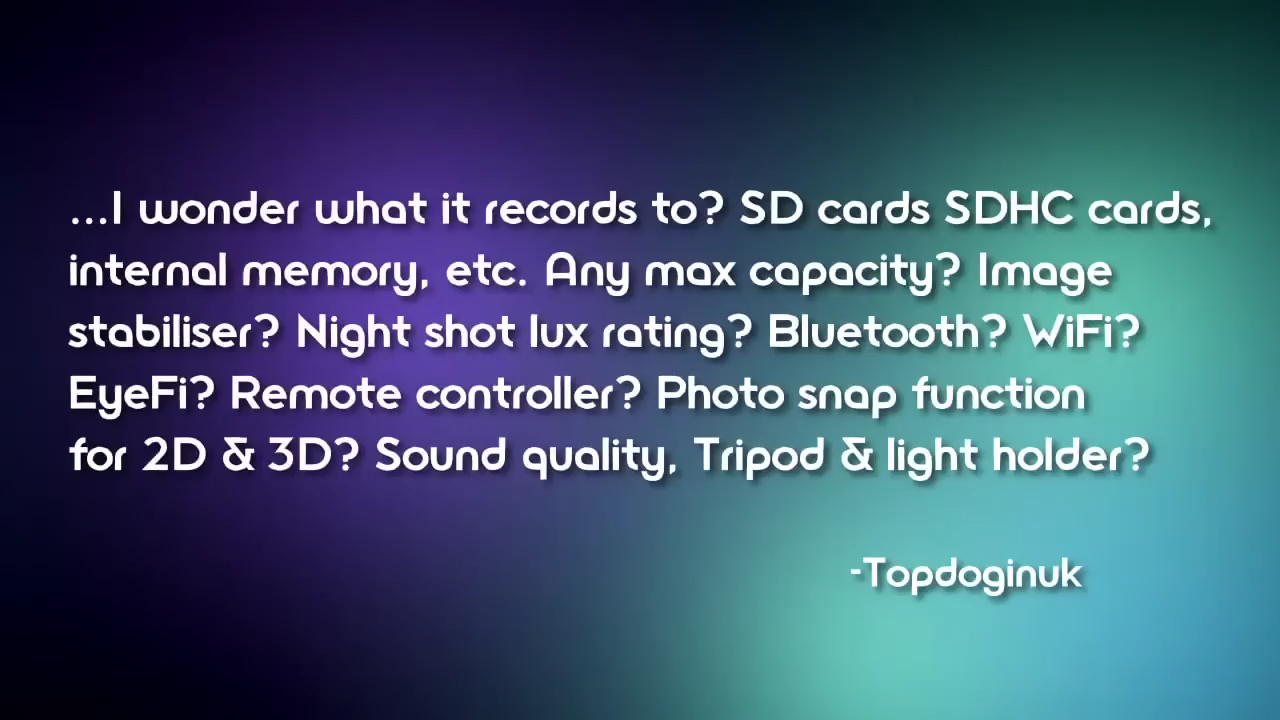 ...I wonder what it records to? SD cards SDHC cards,
internal memory, etc. Any max capacity? Image
stabiliser? Night shot lux rating? Bluetooth? WiFi?
EyeFi? Remote controller? Photo snap function
for 2D & 3D? Sound quality, Tripod & light holder?
-Topdoginuk